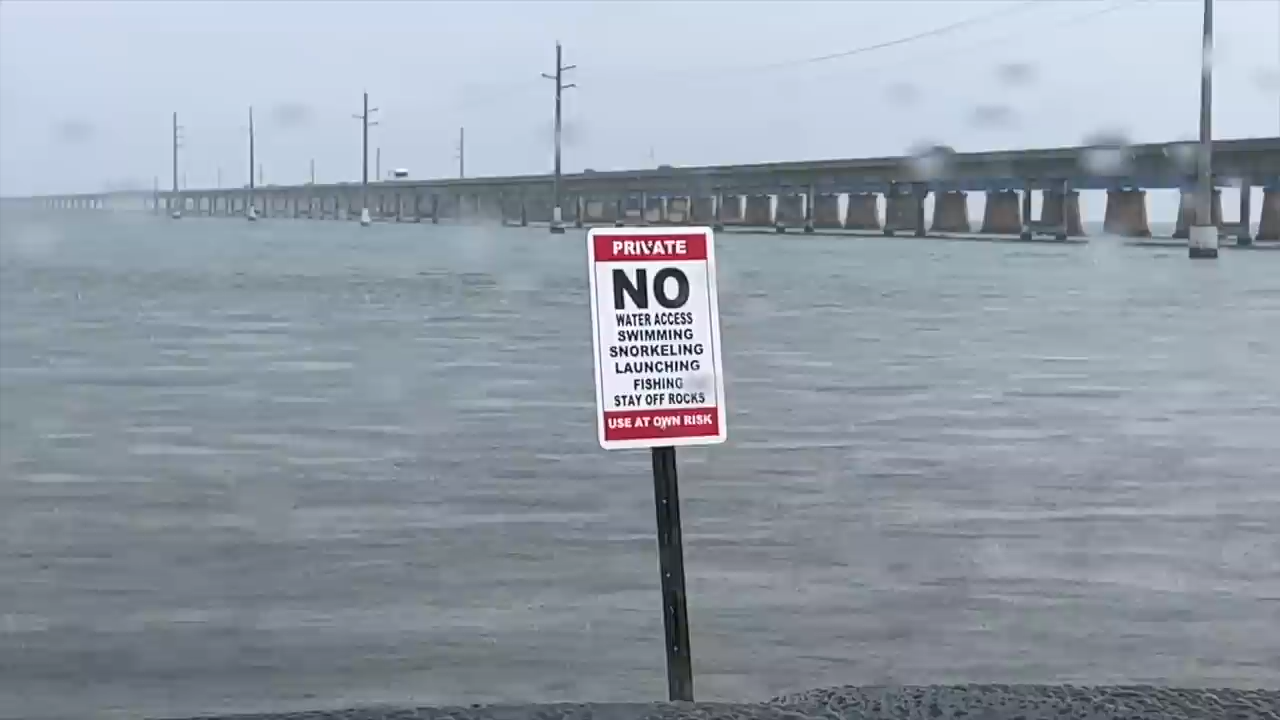 PRIVATE
NO
WATER ACCESS
SWIMMING
SNORKELING
LAUNCHING
FISHING
STAY OFF ROCKS
USE AT OWN RISK